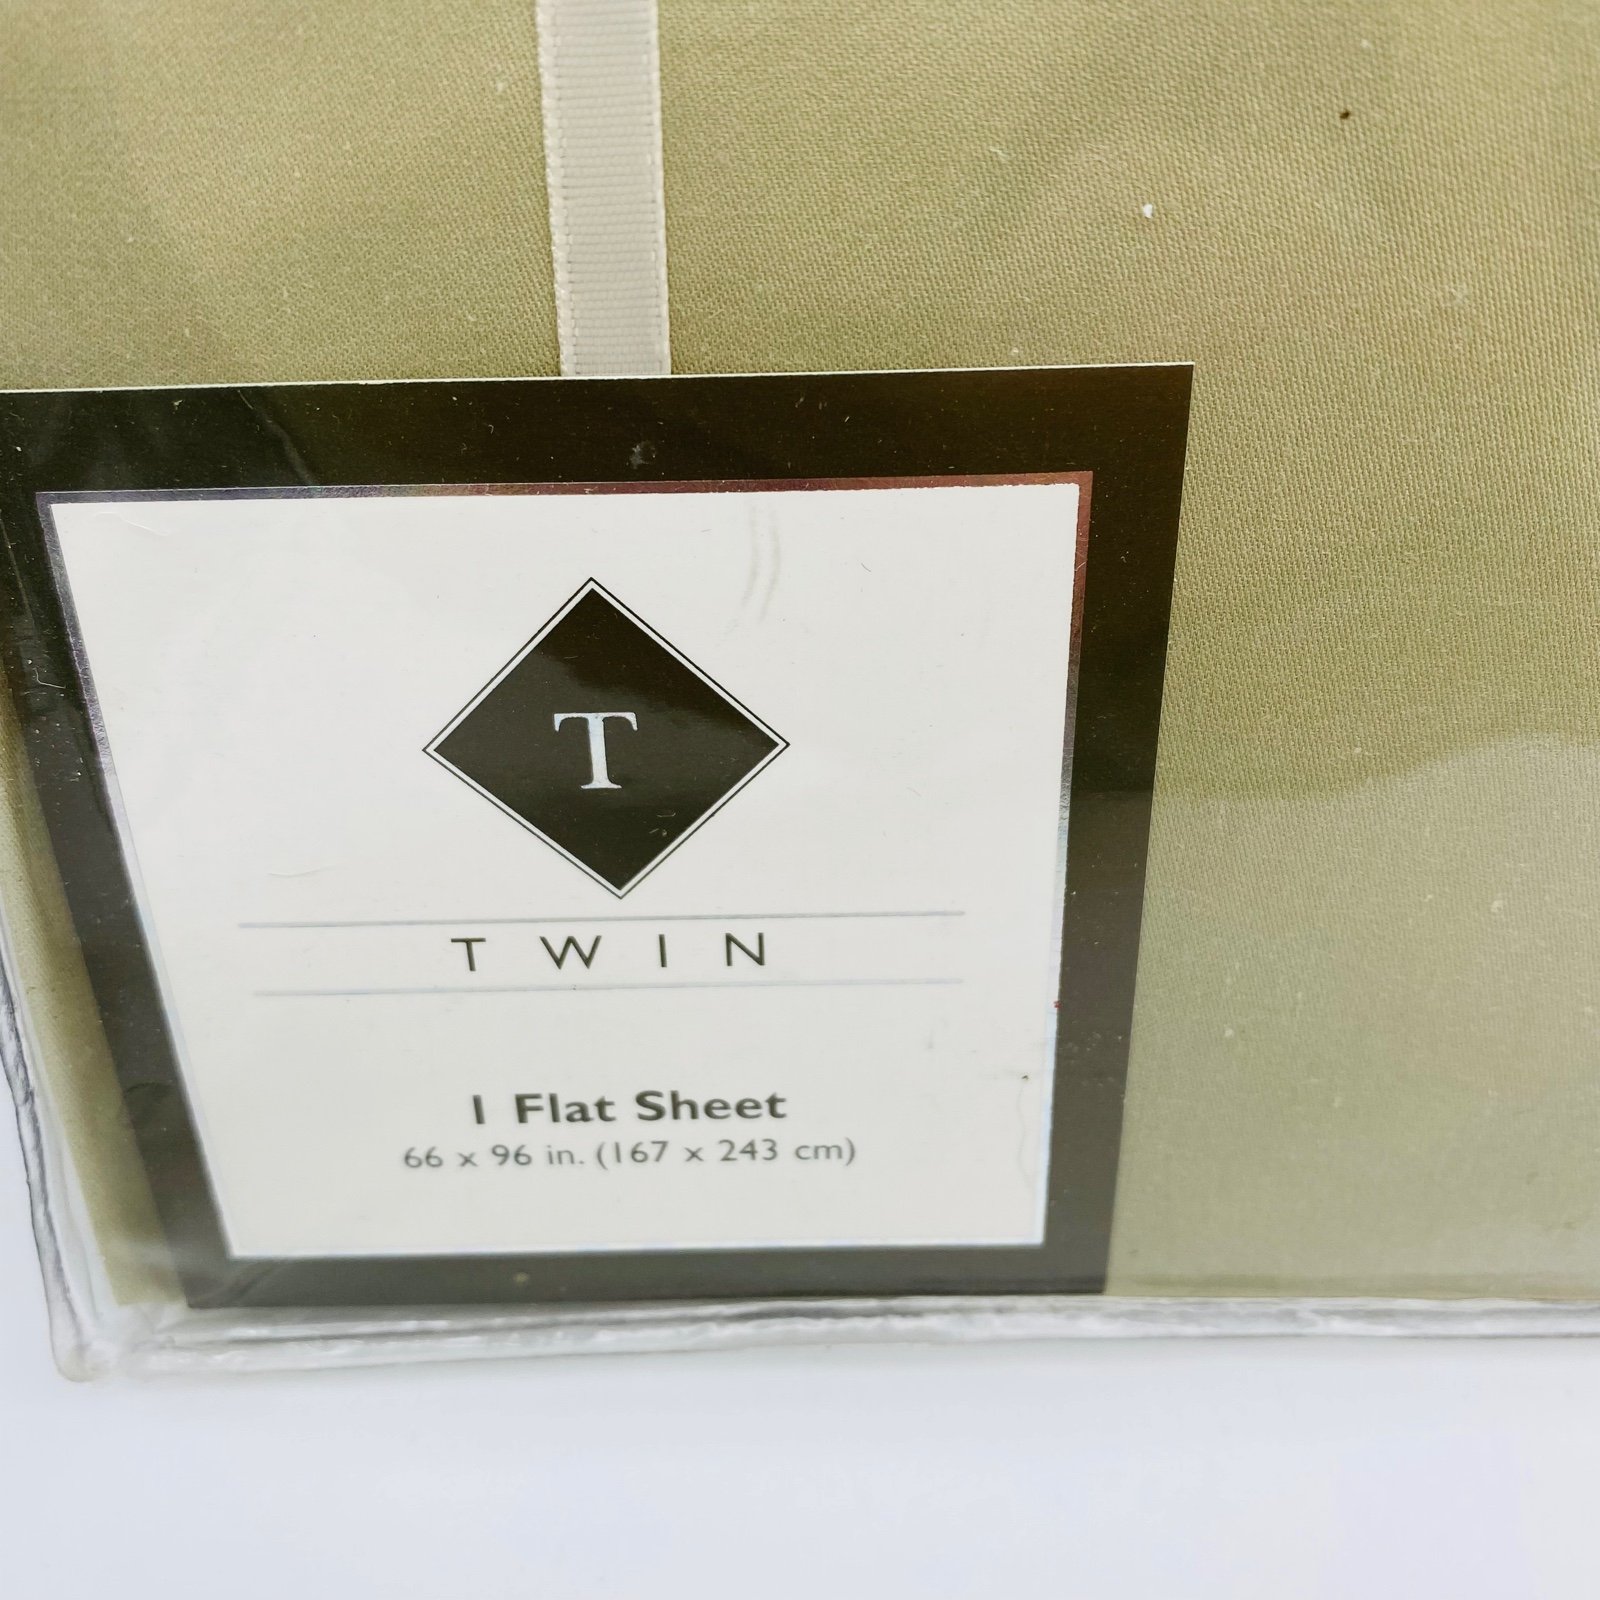 T
TWIN
1 Flat Sheet
66 x 96 in. (167 x 243 cm)